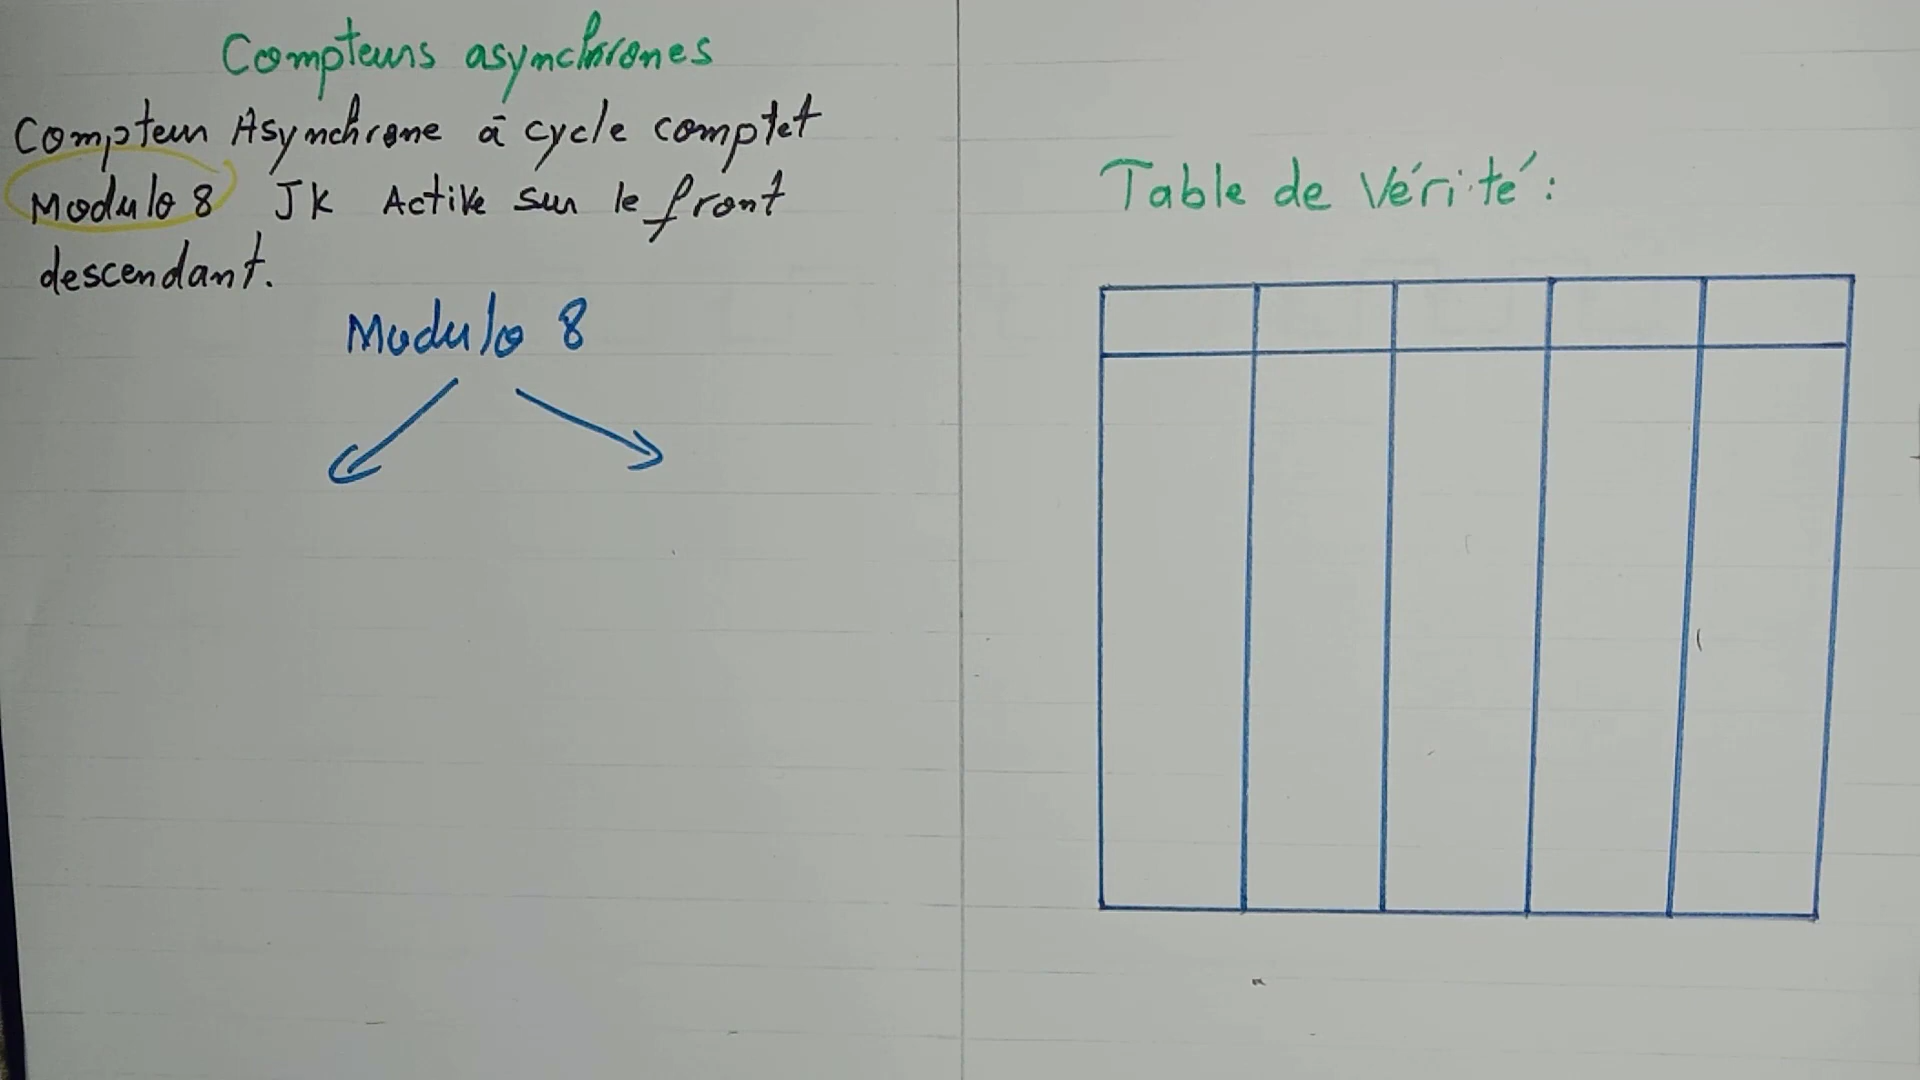 Compteurs asynchrones
Compteur Asynchrone à cycle complet
Modulo 8 JK Active sur le front
descendant.
Modulo 8
Table de Vérité :